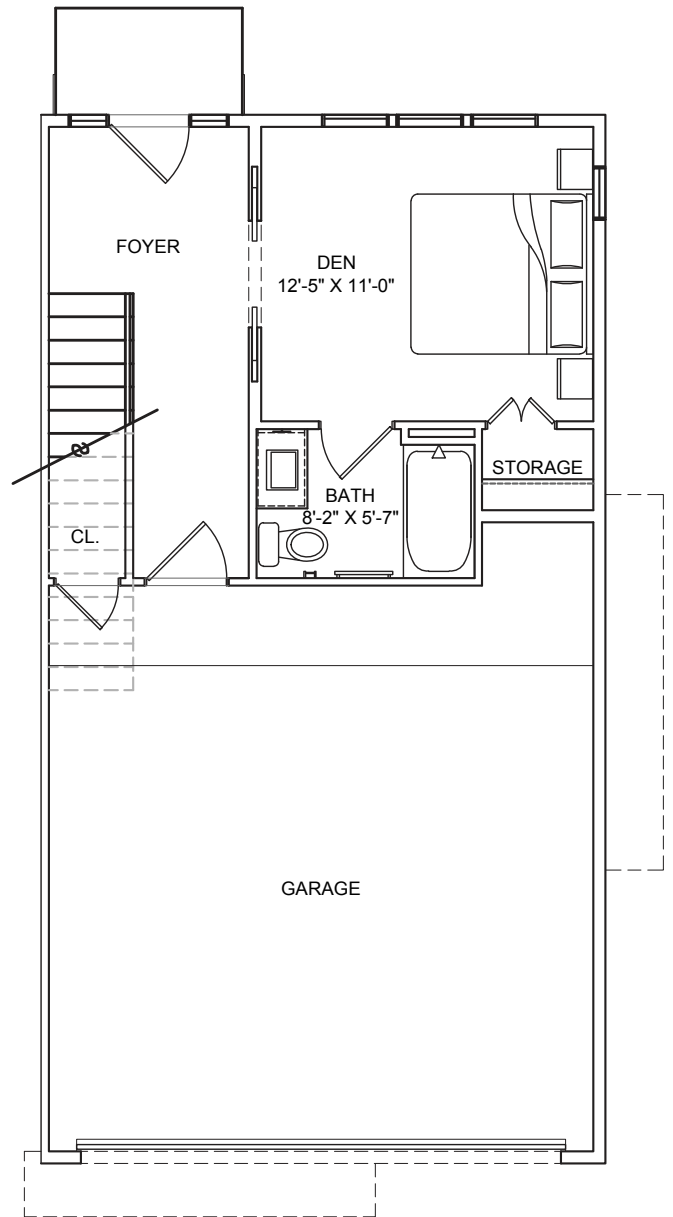 FOYER
DEN
12'-5" X 11'-0"
STORAGE
BATH
8'-2" X 5'-7"
CL.
GARAGE